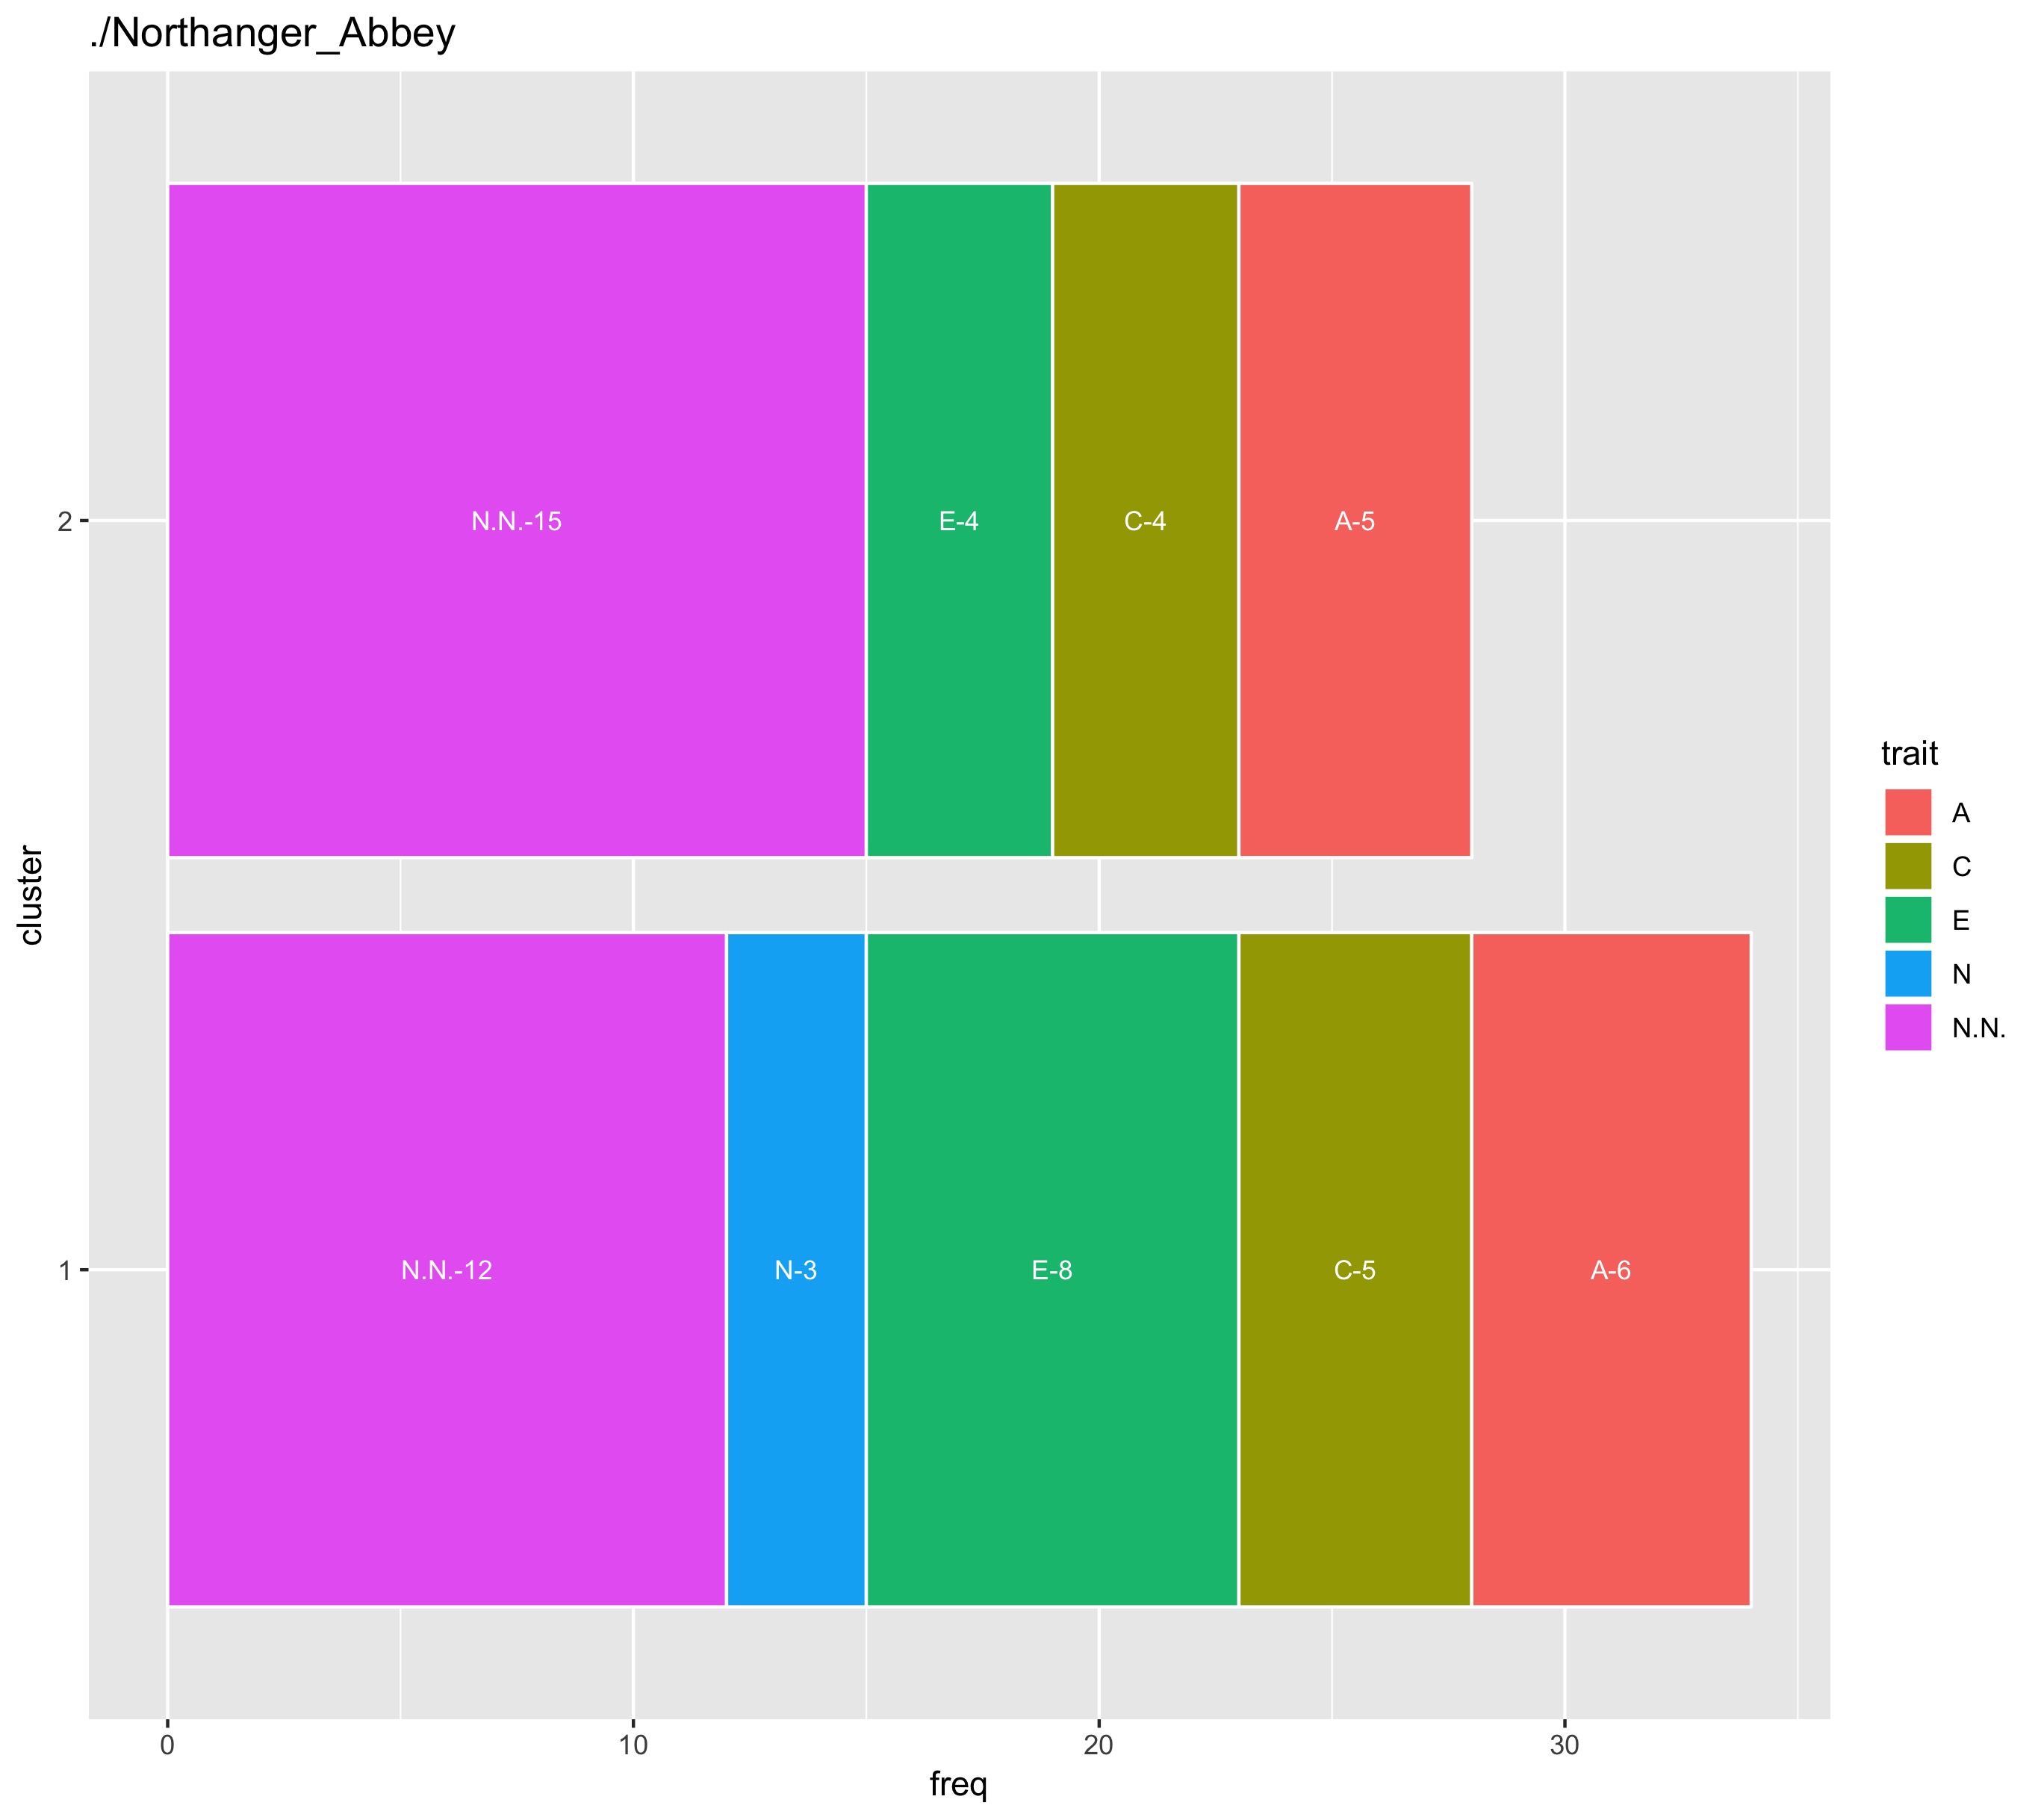 ./Northanger_Abbey
cluster
2
N.N.-15 E-4 C-4 A-5
1
N.N.-12 N-3 E-8 C-5 A-6
0 10 20 30
freq
trait
A
C
E
N
N.N.